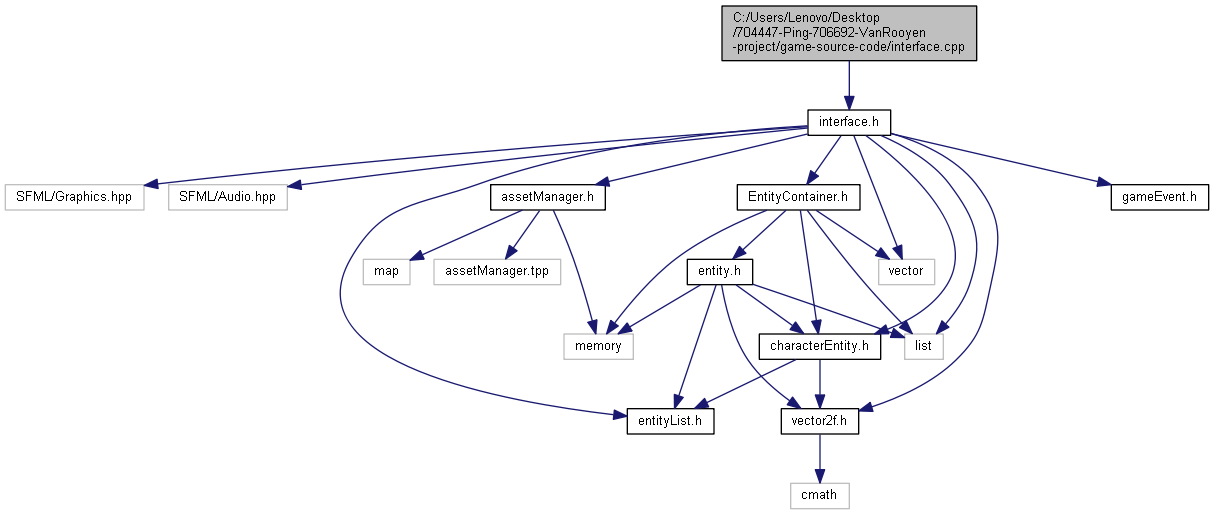 C:/Users/Lenovo/Desktop
/704447-Ping-706692-VanRooyen
-project/game-source-code/interface.cpp
interface.h
SFML/Graphics.hpp
SFML/Audio.hpp
assetManager.h
EntityContainer.h
gameEvent.h
map
assetManager.tpp
entity.h
vector
memory
characterEntity.h
list
entityList.h
vector2f.h
cmath